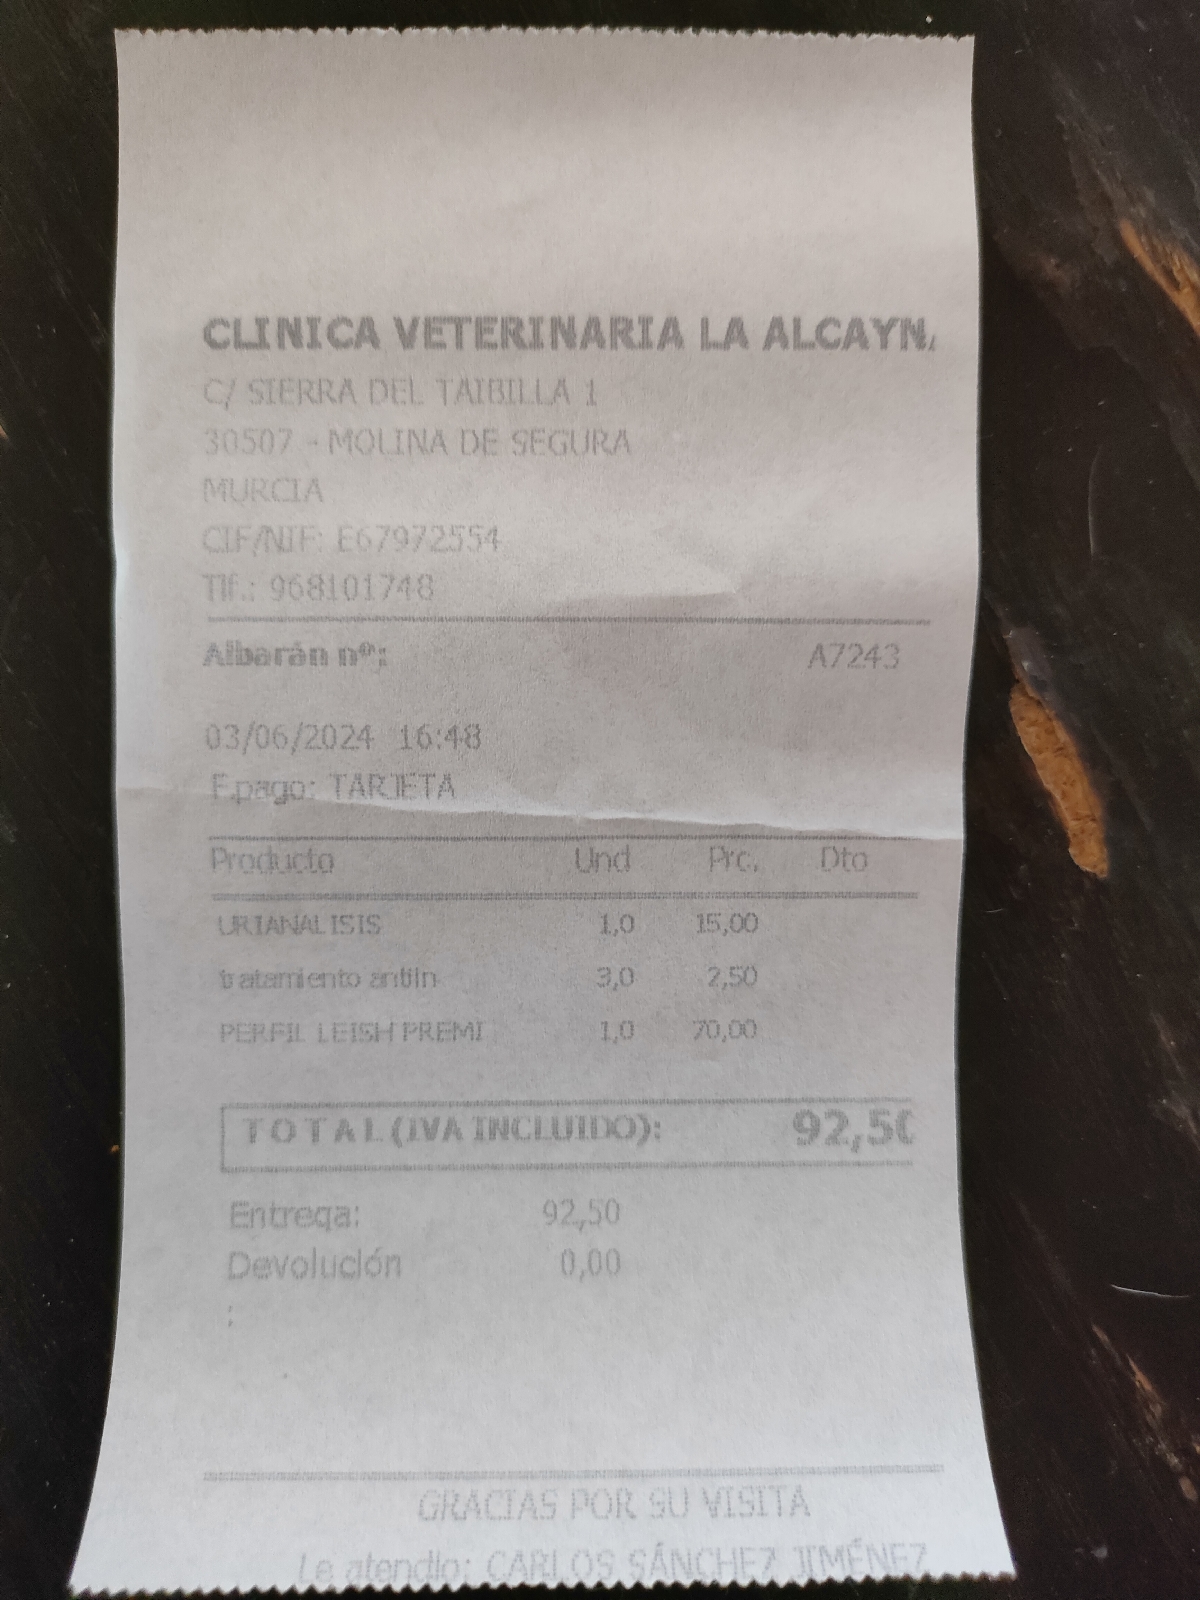 CLINICA VETERINARIA LA ALCAYN
C/ SIERRA DEL TAIBILLA 1
30507 - MOLINA DE SEGURA
MURCIA
CIF/NIF: E67972554
Tlf.: 968101748
Albarán nº: A7243
03/06/2024 16:48
F.pago: TARJETA
Producto Und Prc. Dto
URIANALISIS 1,0 15,00
tratamiento antiin 3,0 2,50
PERFIL LEISH PREMI 1,0 70,00
TOTAL (IVA INCLUIDO): 92,50
Entrega: 92,50
Devolución 0,00
:
GRACIAS POR SU VISITA
Le atendio: CARLOS SÁNCHEZ JIMÉNEZ